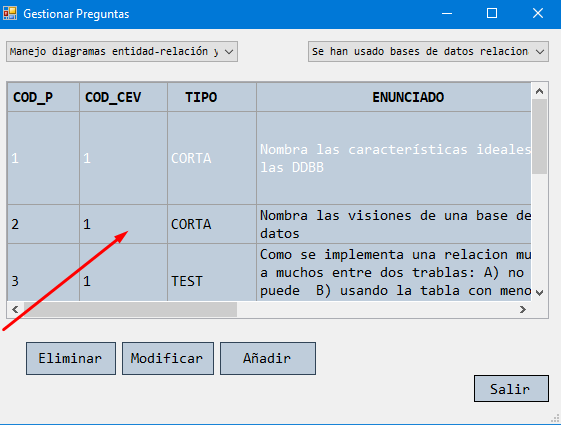 Gestionar Preguntas
Manejo diagramas entidad-relación y
Se han usado bases de datos relacion
COD_P COD_CEV TIPO ENUNCIADO
1 1 CORTA Nombra las características ideales
las DDBB
2 1 CORTA Nombra las visiones de una base de
datos
3 1 TEST Como se implementa una relacion mu
a muchos entre dos trablas: A) no
puede B) usando la tabla con meno
Eliminar Modificar Añadir
Salir